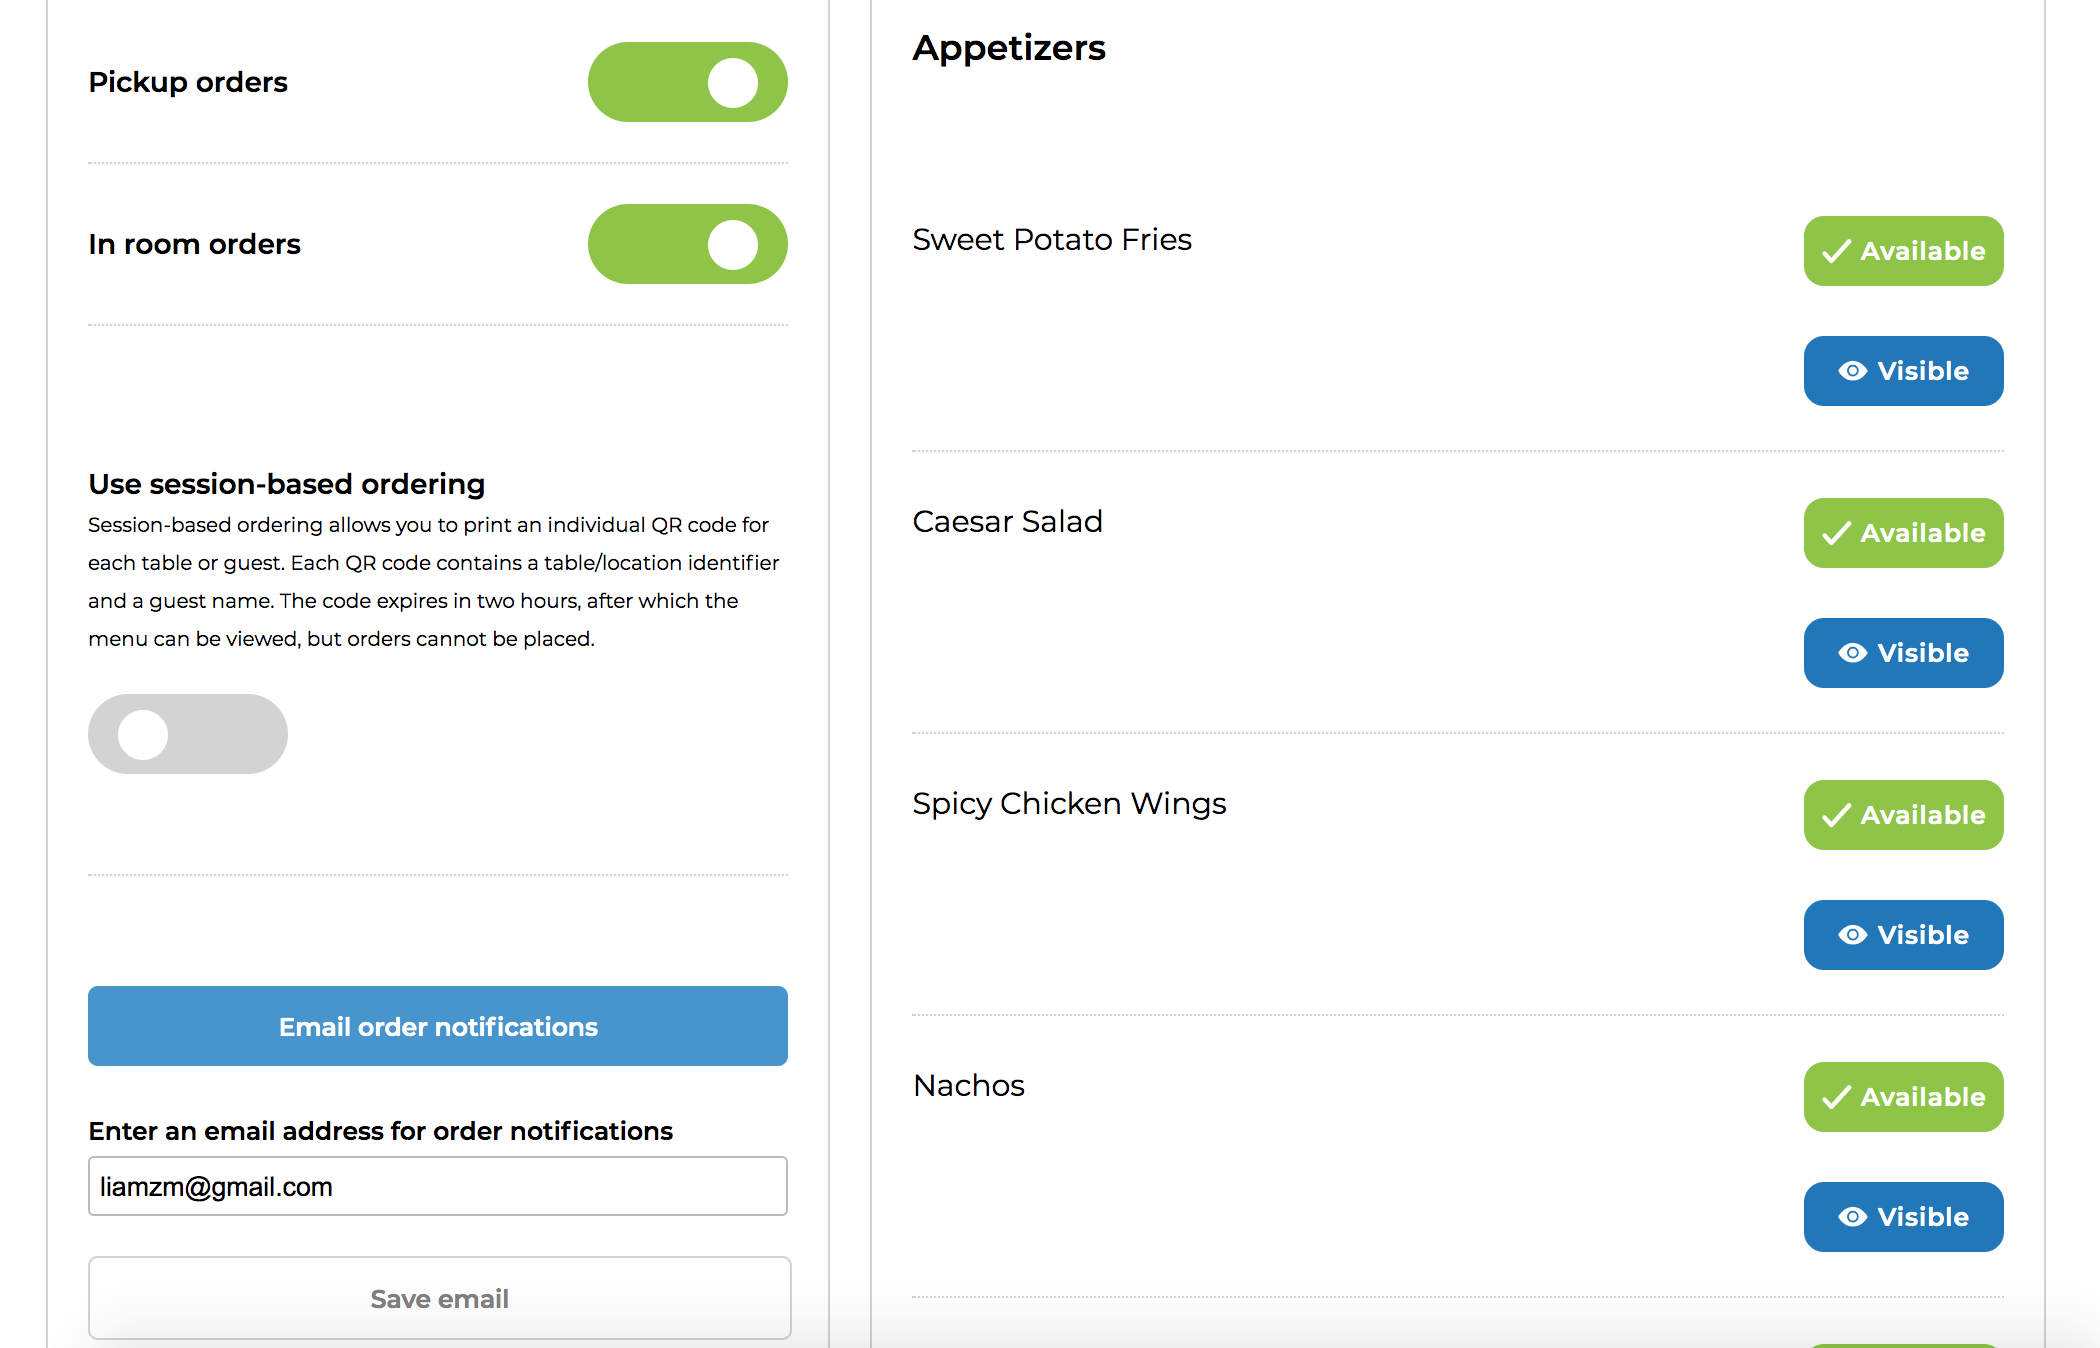 Pickup orders
In room orders
Use session-based ordering
Session-based ordering allows you to print an individual QR code for
each table or guest. Each QR code contains a table/location identifier
and a guest name. The code expires in two hours, after which the
menu can be viewed, but orders cannot be placed.
Email order notifications
Enter an email address for order notifications
liamzm@gmail.com
Save email
Appetizers
Sweet Potato Fries
Available
Visible
Caesar Salad
Available
Visible
Spicy Chicken Wings
Available
Visible
Nachos
Available
Visible